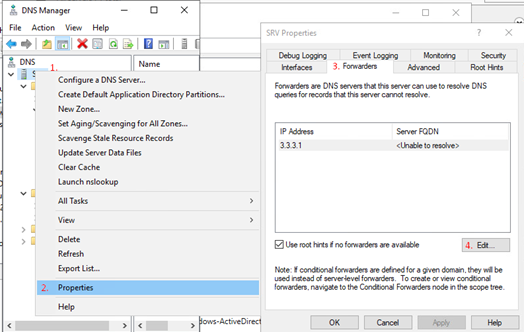 DNS Manager
File Action View Help
DNS
Name
1.
Configure a DNS Server...
Create Default Application Directory Partitions...
New Zone...
Set Aging/Scavenging for All Zones...
Scavenge Stale Resource Records
Update Server Data Files
Clear Cache
Launch nslookup
All Tasks
View
Delete
Refresh
Export List...
2. Properties
Help
ndows-ActiveDirect
SRV Properties
Debug Logging Event Logging Monitoring Security
Interfaces 3. Forwarders Advanced Root Hints
Forwarders are DNS servers that this server can use to resolve DNS
queries for records that this server cannot resolve.
IP Address Server FQDN
3.3.3.1 <Unable to resolve>
Use root hints if no forwarders are available 4. Edit...
Note: If conditional forwarders are defined for a given domain, they will be
used instead of server-level forwarders. To create or view conditional
forwarders, navigate to the Conditional Forwarders node in the scope tree.
OK Cancel Apply Help